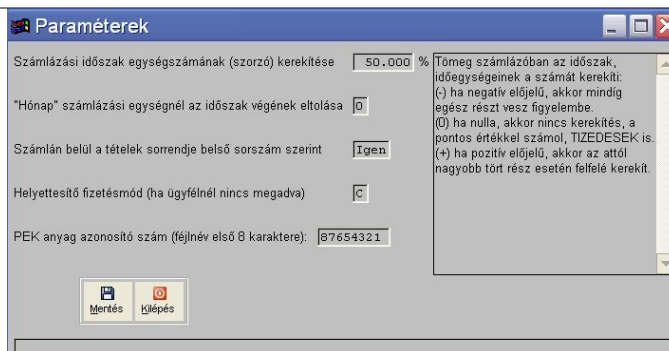 Paraméterek
Számlázási időszak egységszámának (szorzó) kerekítése 50.000 %
"Hónap" számlázási egységnél az időszak végének eltolása 0
Számlán belül a tételek sorrendje belső sorszám szerint Igen
Helyettesítő fizetésmód (ha ügyfélnél nincs megadva) C
PEK anyag azonosító szám (féjlnév első 8 karaktere): 87654321
Tömeg számlázóban az időszak,
időegységeinek a számát kerekíti:
(-) ha negatív előjelű, akkor mindíg
egész részt vesz figyelembe.
(0) ha nulla, akkor nincs kerekítés, a
pontos értékkel számol, TIZEDESEK is.
(+) ha pozitív előjelű, akkor az attól
nagyobb tört rész esetén felfelé kerekít.
Mentés Kilépés